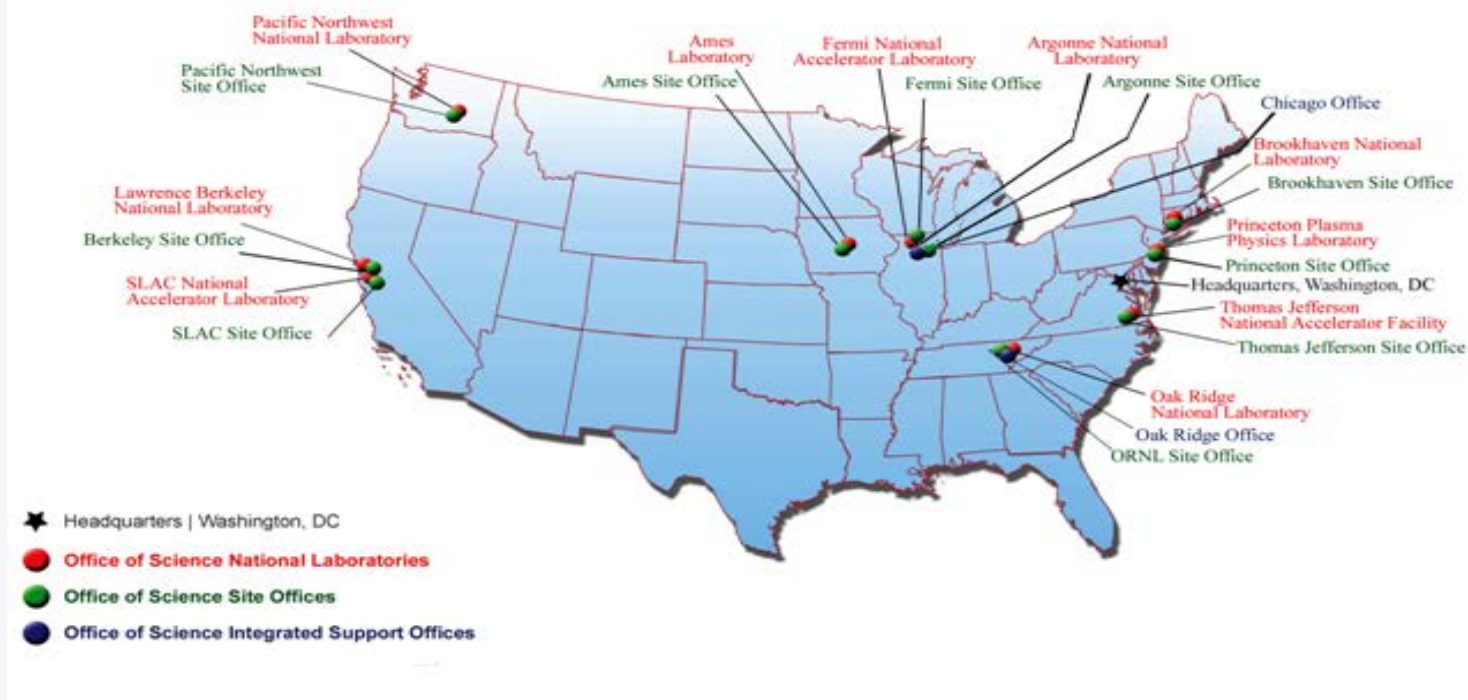 Pacific Northwest
National Laboratory
Pacific Northwest
Site Office
Ames
Laboratory
Ames Site Office
Fermi National
Accelerator Laboratory
Fermi Site Office
Argonne National
Laboratory
Argonne Site Office
Chicago Office
Brookhaven National
Laboratory
Brookhaven Site Office
Lawrence Berkeley
National Laboratory
Berkeley Site Office
SLAC National
Accelerator Laboratory
SLAC Site Office
Princeton Plasma
Physics Laboratory
Princeton Site Office
Headquarters, Washington, DC
Thomas Jefferson
National Accelerator Facility
Thomas Jefferson Site Office
Oak Ridge
National Laboratory
Oak Ridge Office
ORNL Site Office
Headquarters | Washington, DC
Office of Science National Laboratories
Office of Science Site Offices
Office of Science Integrated Support Offices